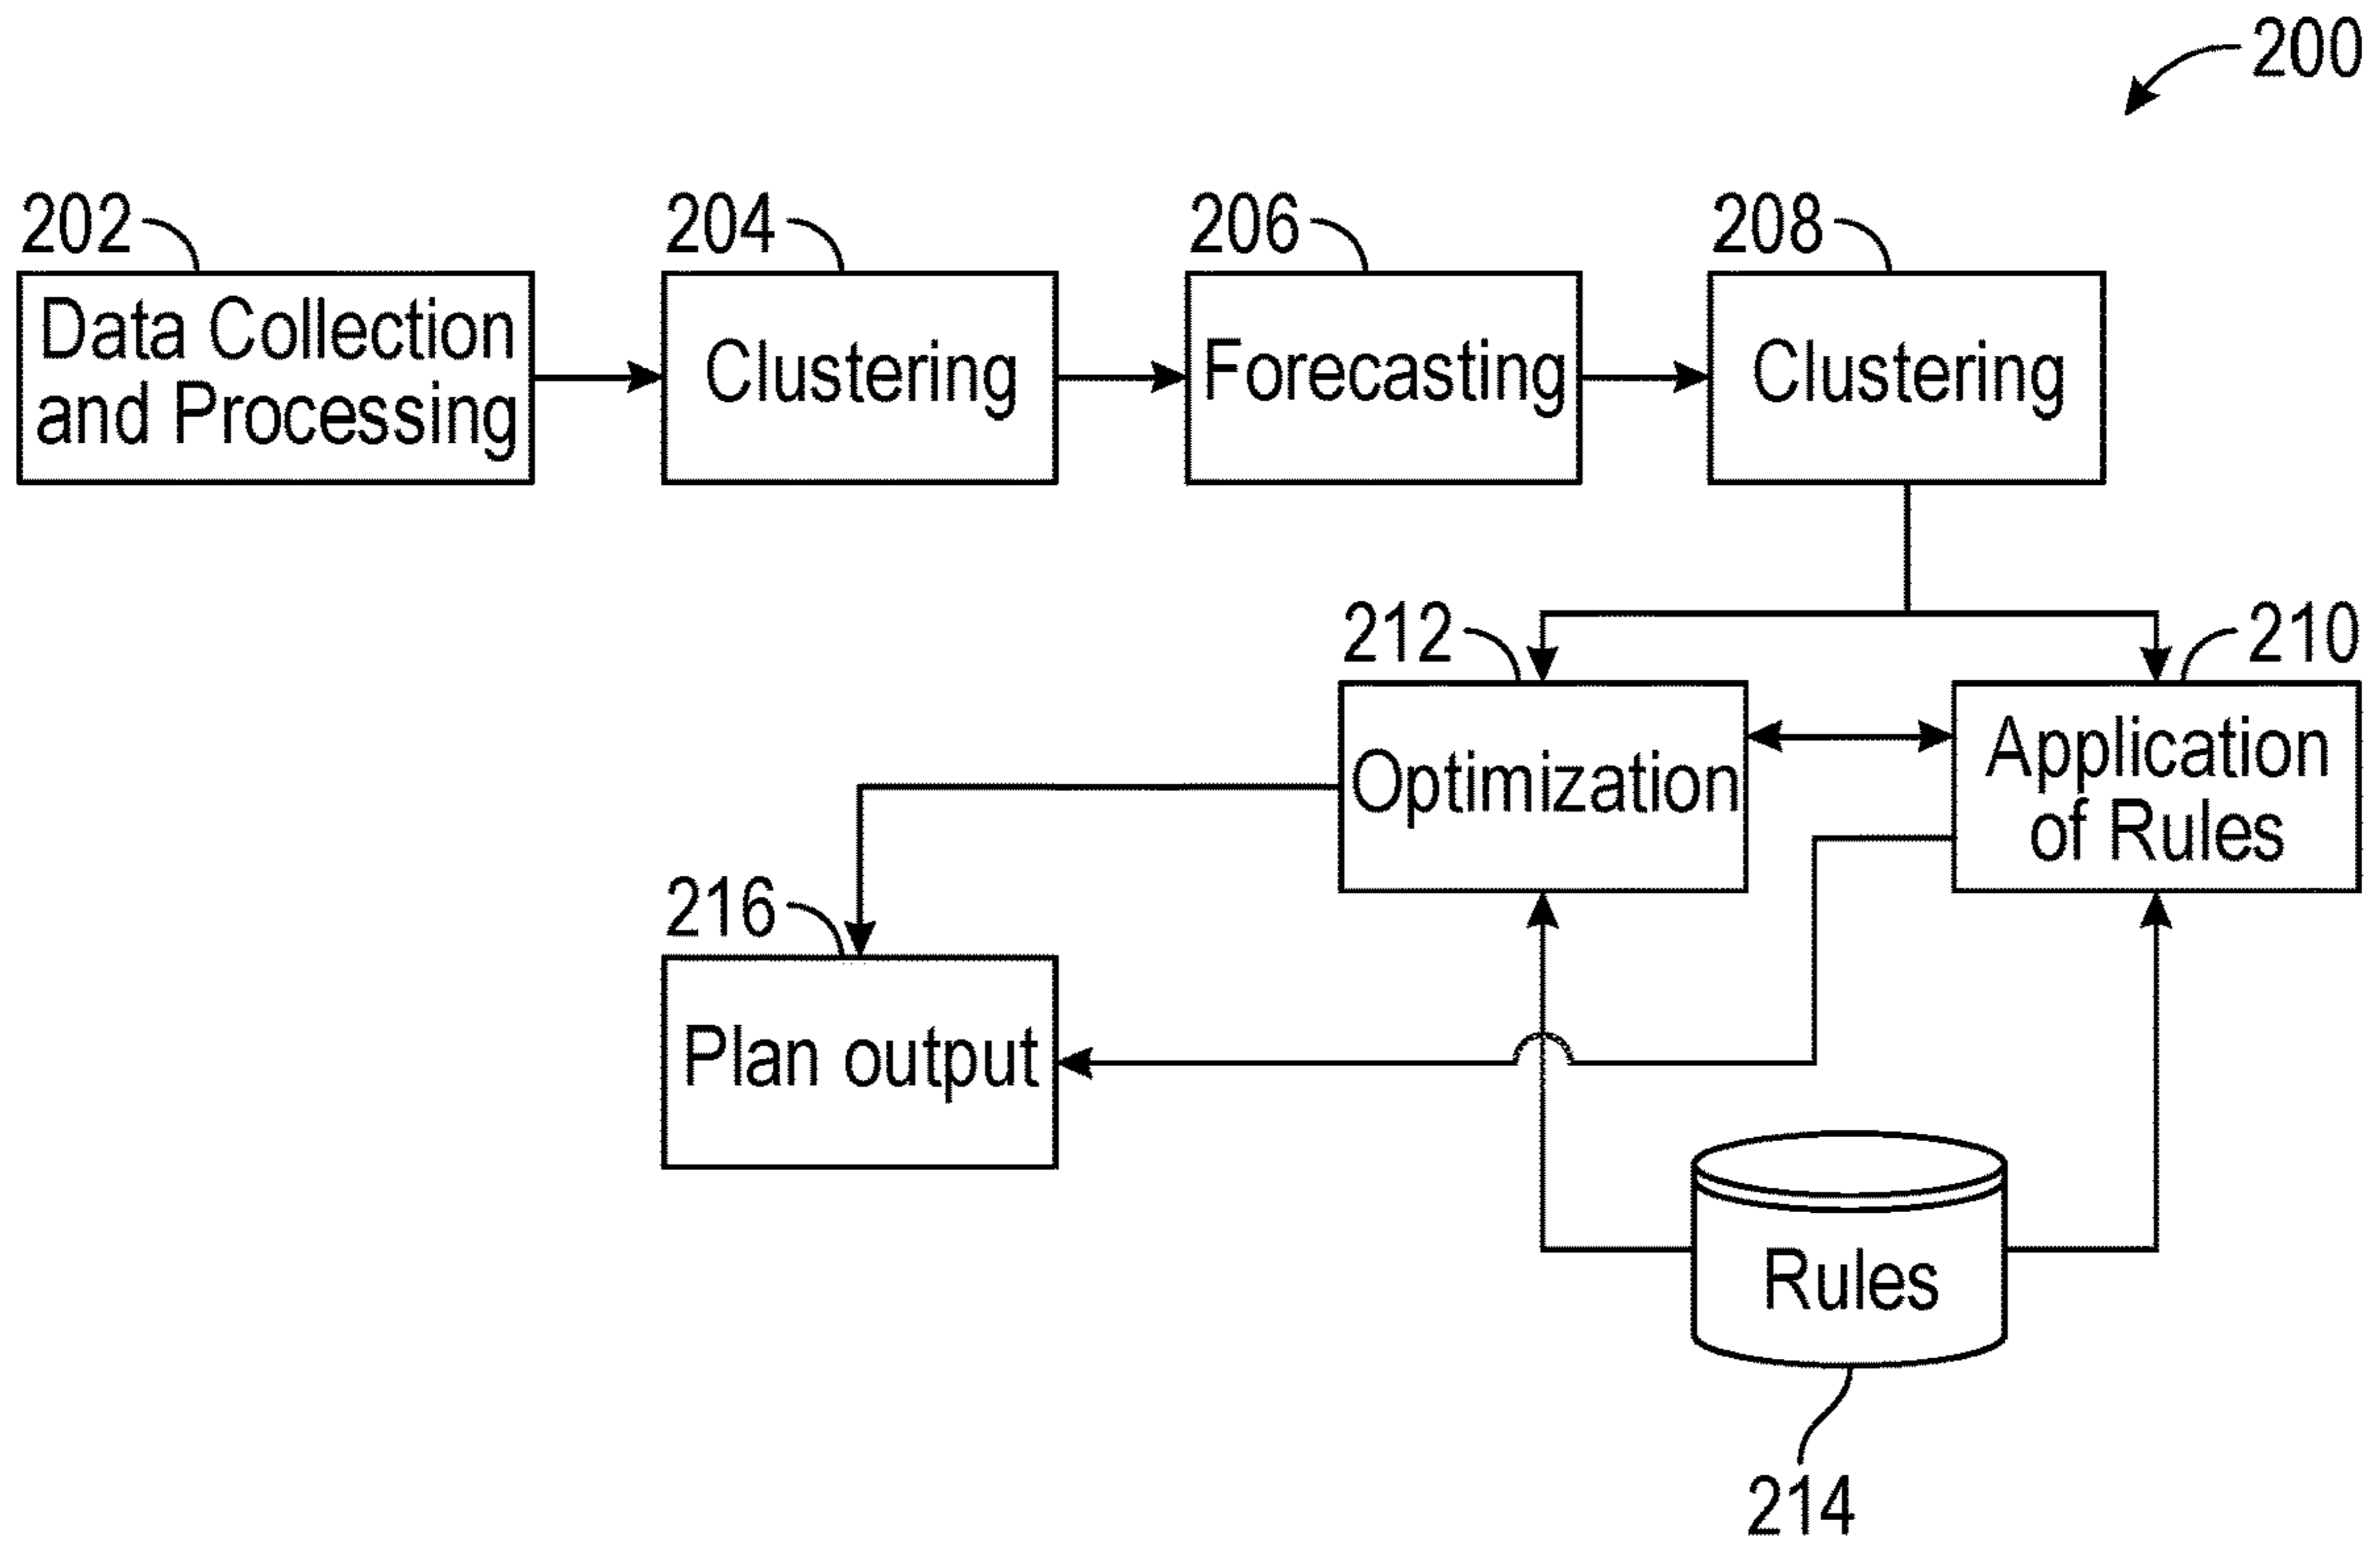 200
202
204
206
208
Data Collection
and Processing
Clustering
Forecasting
Clustering
212
210
Optimization
Application
of Rules
216
Plan output
Rules
214